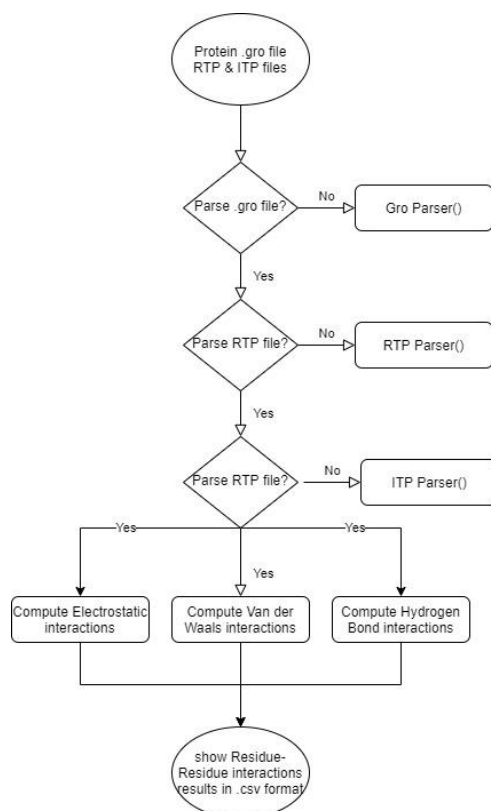 Protein .gro file
RTP & ITP files
Parse .gro file?
No
Gro Parser()
Yes
Parse RTP file?
No
RTP Parser()
Yes
Parse RTP file?
No
ITP Parser()
Yes
Yes
Yes
Compute Electrostatic
interactions
Compute Van der
Waals interactions
Compute Hydrogen
Bond interactions
show Residue-
Residue interactions
results in .csv format